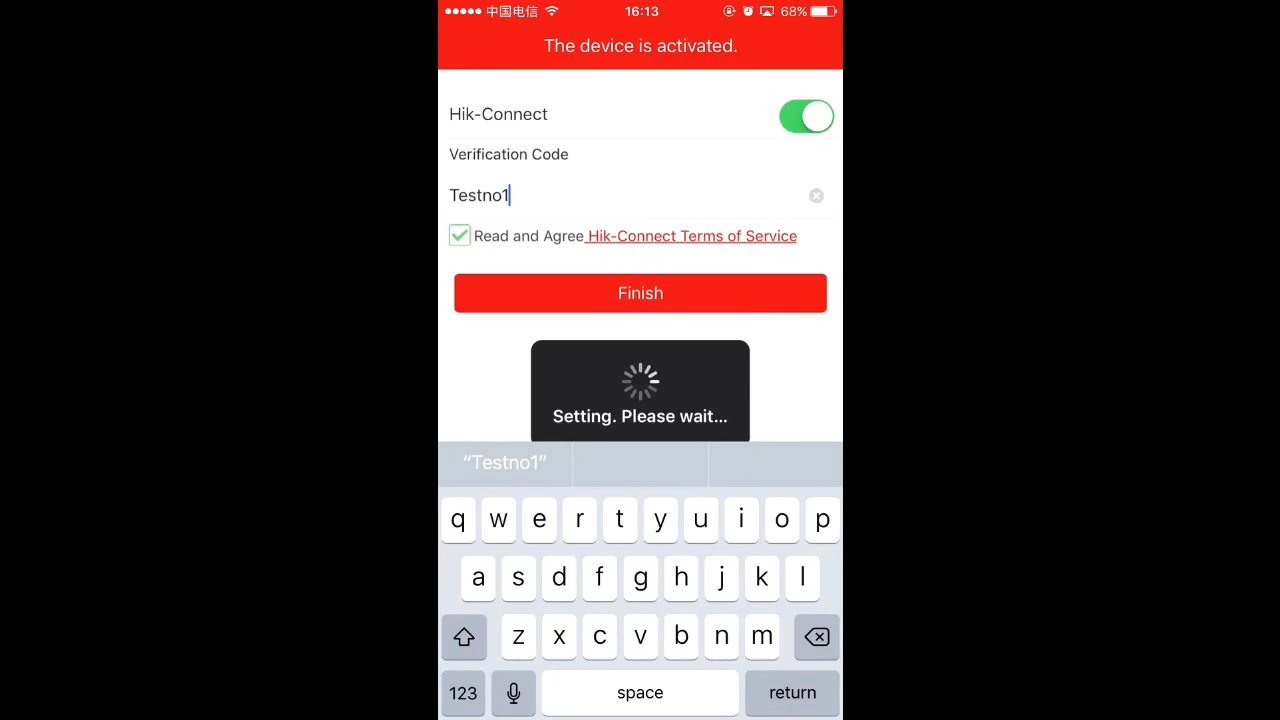 ●●●●● 中国电信 16:13 68%
The device is activated.
Hik-Connect
Verification Code
Testno1
Read and Agree Hik-Connect Terms of Service
Finish
Setting. Please wait...
“Testno1”
q w e r t y u i o p
a s d f g h j k l
z x c v b n m
123 space return